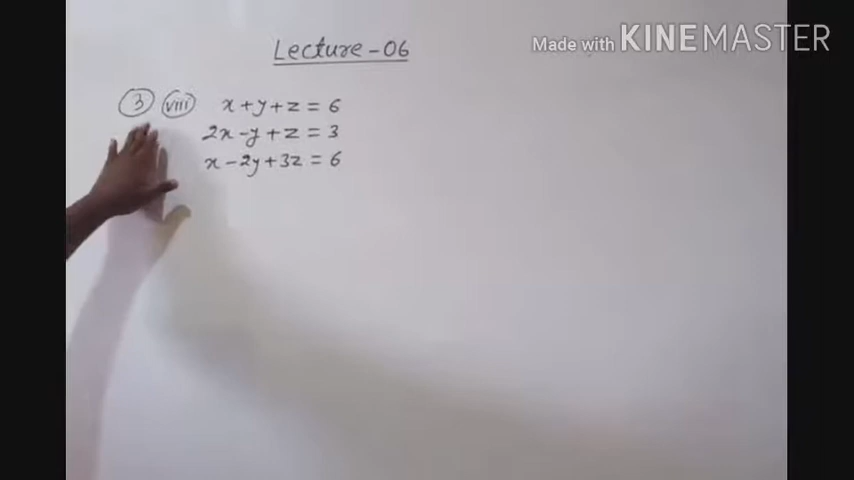 Lecture - 06
Made with KINEMASTER
3 viii x + y + z = 6
2x - y + z = 3
x - 2y + 3z = 6